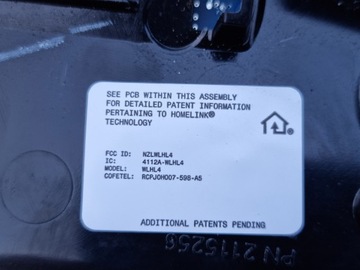 SEE PCB WITHIN THIS ASSEMBLY
FOR DETAILED PATENT INFORMATION
PERTAINING TO HOMELINK®
TECHNOLOGY
FCC ID: NZLWLHL4
IC: 4112A-WLHL4
MODEL: WLHL4
COFETEL: RCPJOHO07-598-A5
ADDITIONAL PATENTS PENDING
PN 2115256